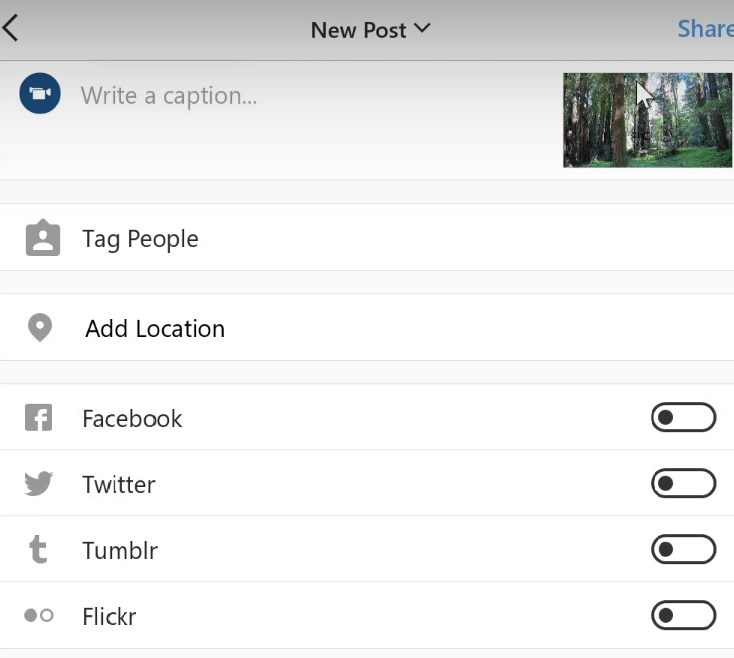 New Post
Share
Write a caption...
Tag People
Add Location
Facebook
Twitter
Tumblr
Flickr